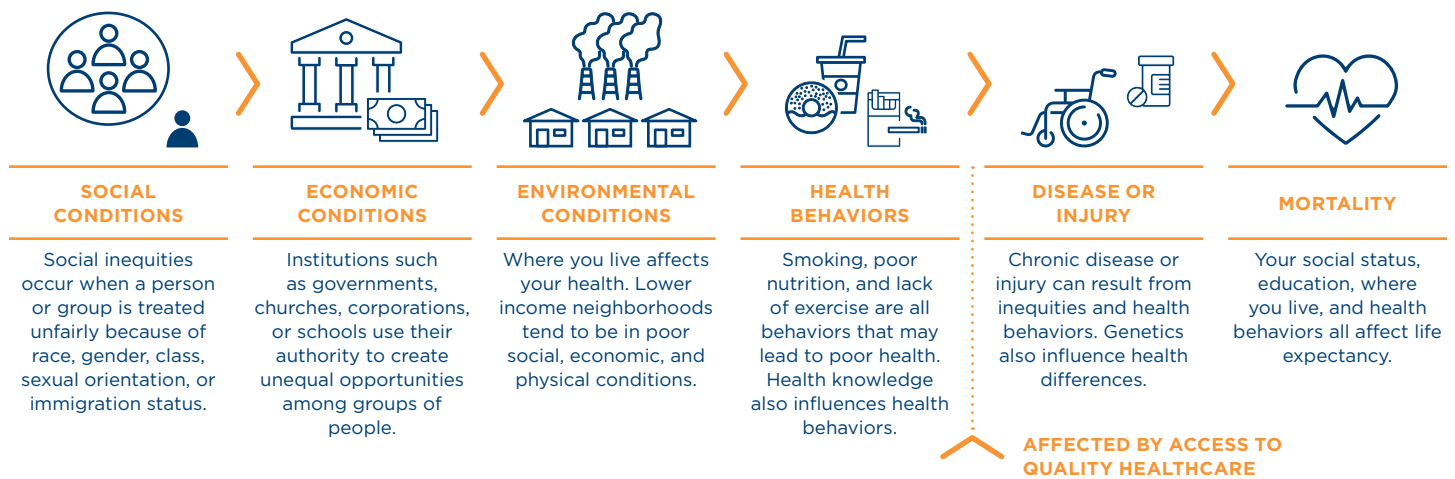 SOCIAL
CONDITIONS
Social inequities
occur when a person
or group is treated
unfairly because of
race, gender, class,
sexual orientation, or
immigration status.
ECONOMIC
CONDITIONS
Institutions such
as governments,
churches, corporations,
or schools use their
authority to create
unequal opportunities
among groups of
people.
ENVIRONMENTAL
CONDITIONS
Where you live affects
your health. Lower
income neighborhoods
tend to be in poor
social, economic, and
physical conditions.
HEALTH
BEHAVIORS
Smoking, poor
nutrition, and lack
of exercise are all
behaviors that may
lead to poor health.
Health knowledge
also influences health
behaviors.
DISEASE OR
INJURY
Chronic disease or
injury can result from
inequities and health
behaviors. Genetics
also influence health
differences.
MORTALITY
Your social status,
education, where
you live, and health
behaviors all affect life
expectancy.
AFFECTED BY ACCESS TO
QUALITY HEALTHCARE